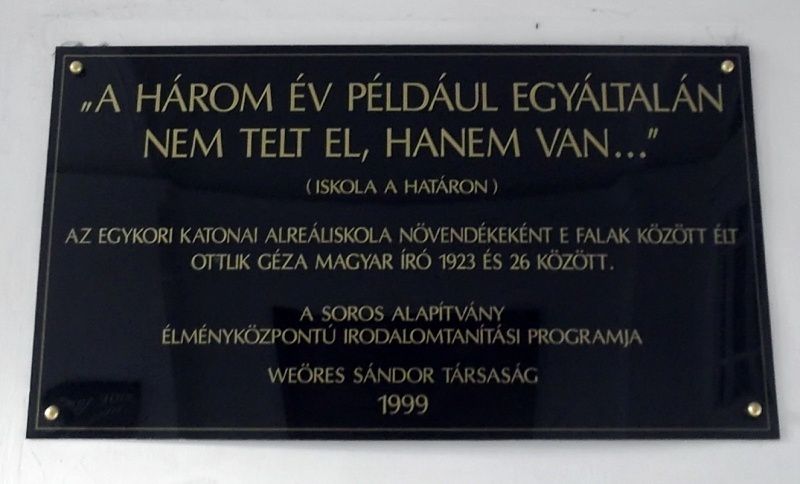 „A HÁROM ÉV PÉLDÁUL EGYÁLTALÁN
NEM TELT EL, HANEM VAN..."
(ISKOLA A HATÁRON)
AZ EGYKORI KATONAI ALREÁLISKOLA NÖVENDÉKEKÉNT E FALAK KÖZÖTT ÉLT
OTTLIK GÉZA MAGYAR ÍRÓ 1923 ÉS 26 KÖZÖTT.
A SOROS ALAPÍTVÁNY
ÉLMÉNYKÖZPONTÚ IRODALOMTANÍTÁSI PROGRAMJA
WEÖRES SÁNDOR TÁRSASÁG
1999